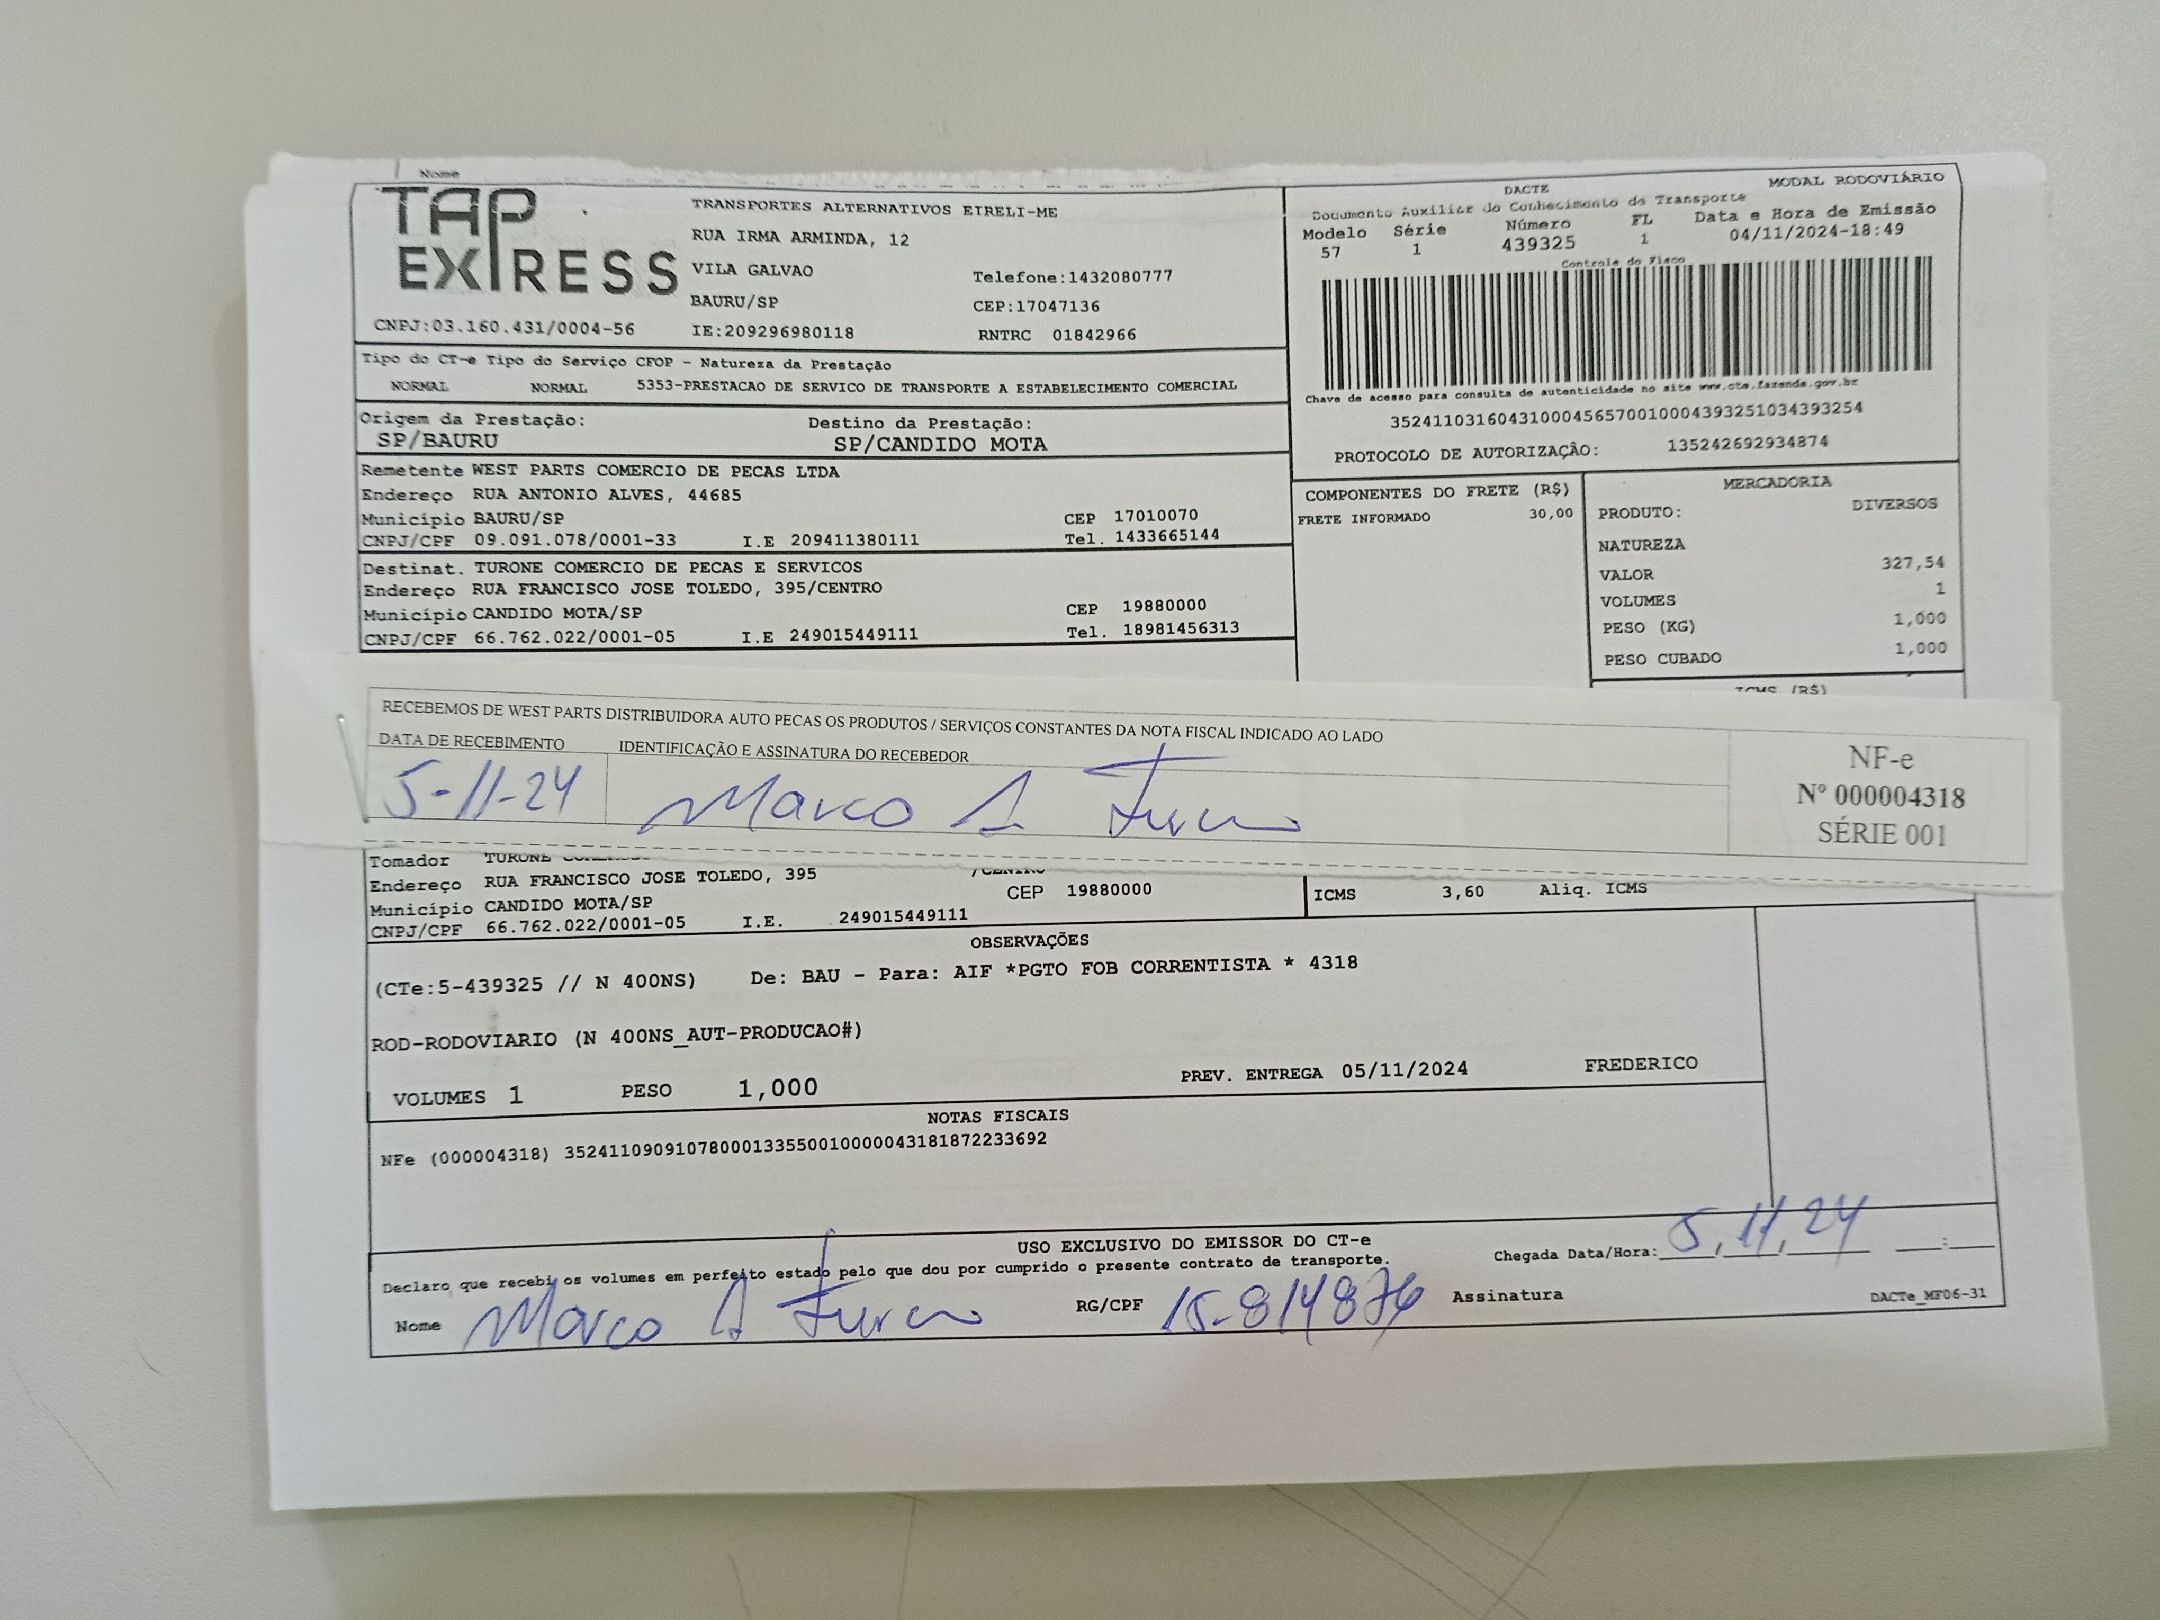 Nome
TAP EXPRESS
TRANSPORTES ALTERNATIVOS EIRELI-ME
RUA IRMA ARMINDA, 12
VILA GALVAO Telefone:1432080777
BAURU/SP CEP:17047136
CNPJ:03.160.431/0004-56 IE:209296980118 RNTRC 01842966
DACTE MODAL RODOVIÁRIO
Documento Auxiliar do Conhecimento de Transporte
Modelo Série Número FL Data e Hora de Emissão
57 1 439325 1 04/11/2024-18:49
Controle do Fisco
Chave de acesso para consulta de autenticidade no site www.cte.fazenda.gov.br
35241103160431000456570010004393251034393254
PROTOCOLO DE AUTORIZAÇÂO: 135242692934874
Tipo do CT-e Tipo do Serviço CFOP - Natureza da Prestação
NORMAL NORMAL 5353-PRESTACAO DE SERVICO DE TRANSPORTE A ESTABELECIMENTO COMERCIAL
Origem da Prestação: Destino da Prestação:
SP/BAURU SP/CANDIDO MOTA
Remetente WEST PARTS COMERCIO DE PECAS LTDA
Endereço RUA ANTONIO ALVES, 44685
Município BAURU/SP CEP 17010070
CNPJ/CPF 09.091.078/0001-33 I.E 209411380111 Tel. 1433665144
Destinat. TURONE COMERCIO DE PECAS E SERVICOS
Endereço RUA FRANCISCO JOSE TOLEDO, 395/CENTRO
Município CANDIDO MOTA/SP CEP 19880000
CNPJ/CPF 66.762.022/0001-05 I.E 249015449111 Tel. 18981456313
COMPONENTES DO FRETE (R$)
FRETE INFORMADO 30,00
MERCADORIA
PRODUTO: DIVERSOS
NATUREZA
VALOR 327,54
VOLUMES 1
PESO (KG) 1,000
PESO CUBADO 1,000
ICMS (R$)
RECEBEMOS DE WEST PARTS DISTRIBUIDORA AUTO PECAS OS PRODUTOS / SERVIÇOS CONSTANTES DA NOTA FISCAL INDICADO AO LADO
DATA DE RECEBIMENTO IDENTIFICAÇÃO E ASSINATURA DO RECEBEDOR
5-11-24 Marco A
NF-e
Nº 000004318
SÉRIE 001
Tomador TURONE
Endereço RUA FRANCISCO JOSE TOLEDO, 395 /CENTRO
Município CANDIDO MOTA/SP CEP 19880000
CNPJ/CPF 66.762.022/0001-05 I.E. 249015449111
ICMS 3,60 Aliq. ICMS
OBSERVAÇÕES
(CTe:5-439325 // N 400NS) De: BAU - Para: AIF *PGTO FOB CORRENTISTA * 4318
ROD-RODOVIARIO (N 400NS_AUT-PRODUCAO#)
VOLUMES 1 PESO 1,000 PREV. ENTREGA 05/11/2024 FREDERICO
NOTAS FISCAIS
NFe (000004318) 35241109091078000133550010000043181872233692
USO EXCLUSIVO DO EMISSOR DO CT-e
Declaro que recebi os volumes em perfeito estado pelo que dou por cumprido o presente contrato de transporte. Chegada Data/Hora: 5, 11, 24 :
Nome Marco A RG/CPF 15-814876 Assinatura DACTe_MF06-31